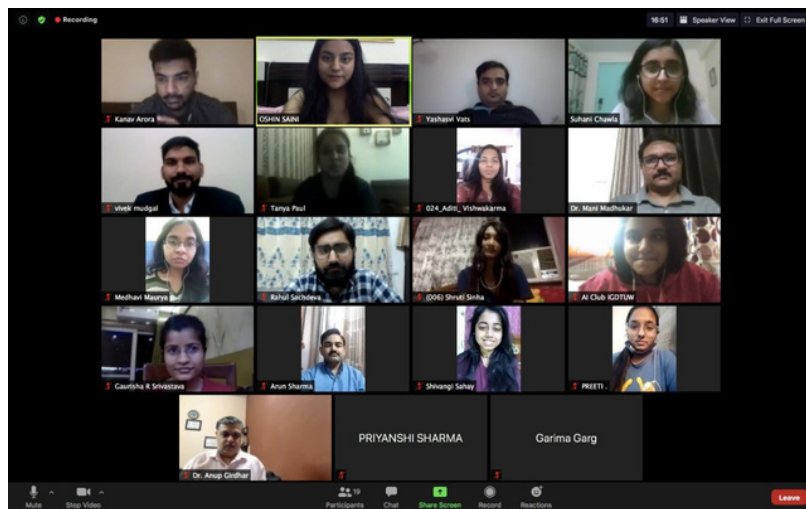 Recording
16:51 Speaker View Exit Full Screen
Kanav Arora
OSHIN SAINI
Yashasvi Vats
Suhani Chawla
vivek mudgal
Tanya Paul
024_Aditi_ Vishwakarma
Dr. Mani Madhukar
Medhavi Maurya
Rahul Sachdeva
(006) Shruti Sinha
AI Club IGDTUW
Gaurisha R Srivastava
Arun Sharma
Shivangi Sahay
PREETI .
Dr. Anup Girdhar
PRIYANSHI SHARMA
Garima Garg
19
Mute Stop Video Participants Chat Share Screen Record Reactions Leave